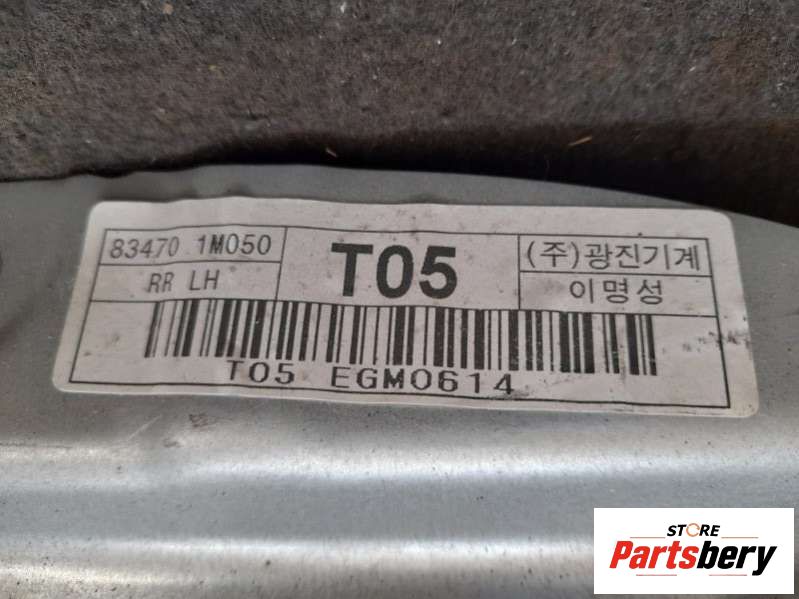 83470 1M050
RR LH
T05
(주)광진기계
이명성
T05 EGM0614
STORE
Partsbery